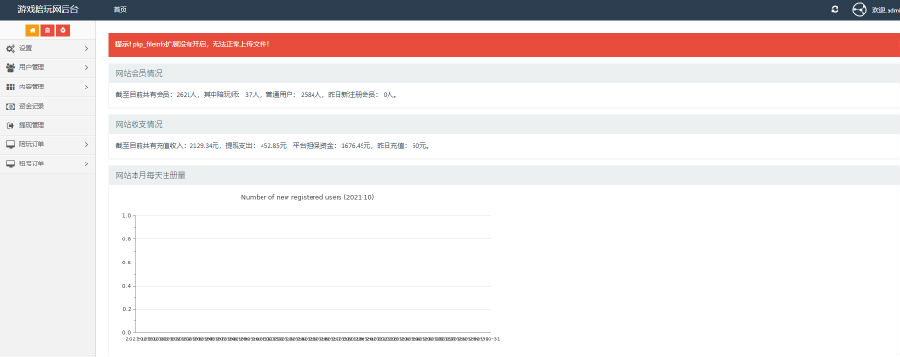 游戏陪玩网后台
首页
欢迎,admi
设置
用户管理
内容管理
资金记录
提现管理
陪玩订单
租号订单
提示! php_fileinfo扩展没有开启，无法正常上传文件！
网站会员情况
截至目前共有会员：2621人，其中陪玩师： 37人，普通用户： 2584人，昨日新注册会员： 0人。
网站收支情况
截至目前共有充值收入：2129.34元，提现支出： 452.85元 平台担保资金： 1676.49元，昨日充值： 50元。
网站本月每天注册量
Number of new registered users (2021-10)
1.0
0.8
0.6
0.4
0.2
0.0